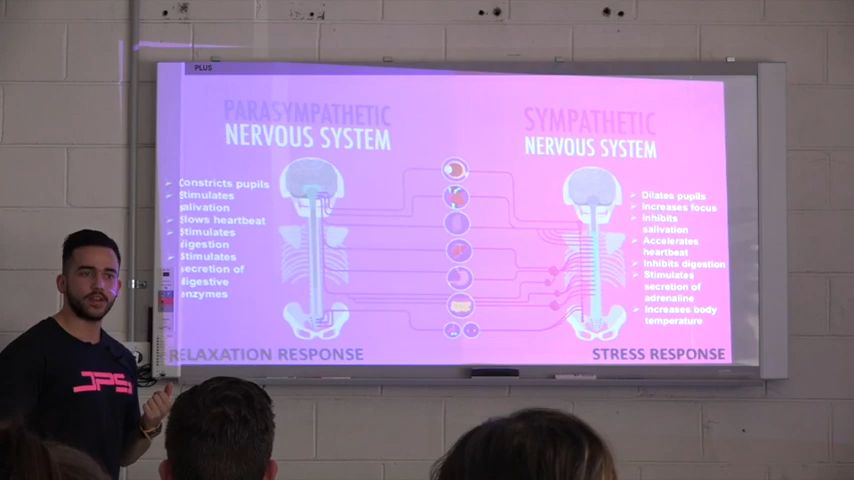 PLUS
PARASYMPATHETIC
NERVOUS SYSTEM
➢ Constricts pupils
➢ Stimulates
salivation
➢ Slows heartbeat
➢ Stimulates
digestion
➢ Stimulates
secretion of
digestive
enzymes
RELAXATION RESPONSE
SYMPATHETIC
NERVOUS SYSTEM
➢ Dilates pupils
➢ Increases focus
➢ Inhibits
salivation
➢ Accelerates
heartbeat
➢ Inhibits digestion
➢ Stimulates
secretion of
adrenaline
➢ Increases body
temperature
STRESS RESPONSE
JPS